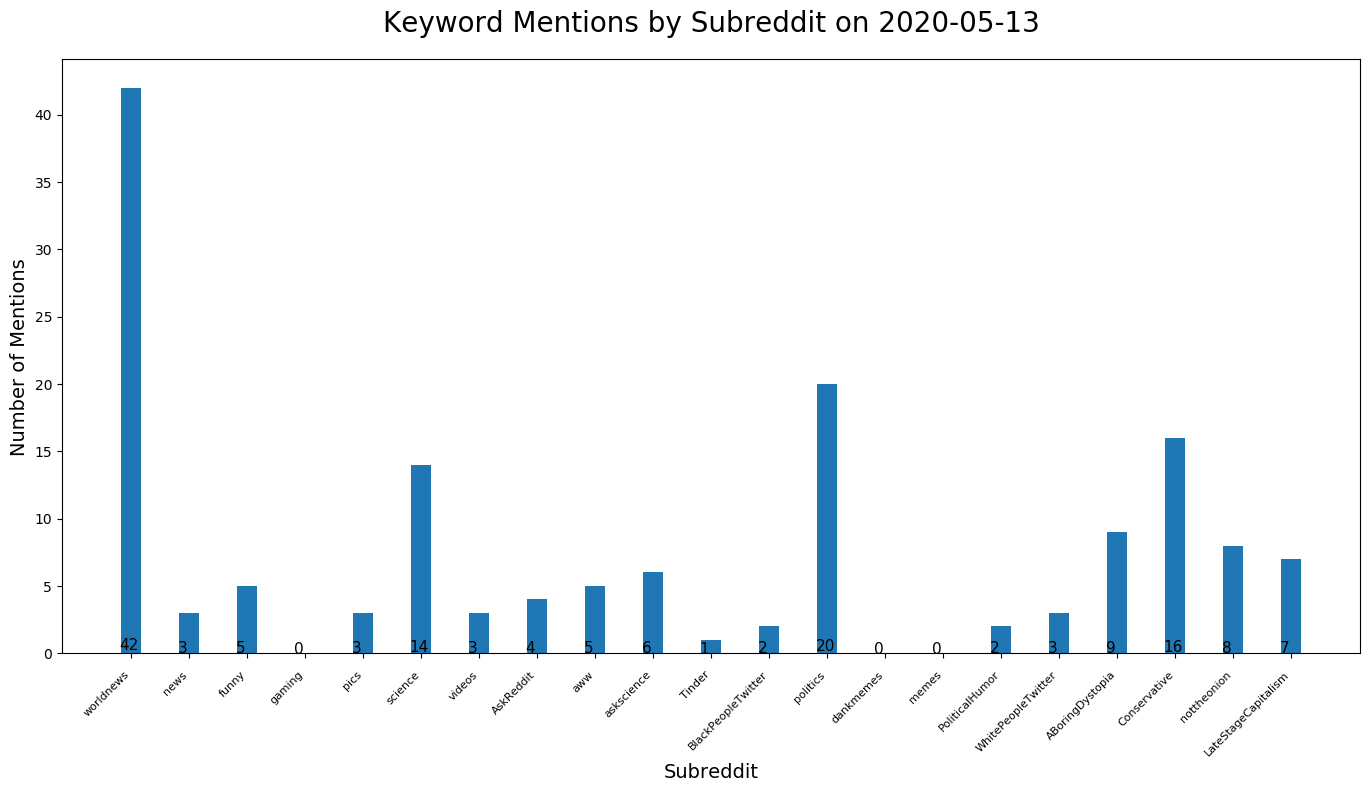 Keyword Mentions by Subreddit on 2020-05-13
Number of Mentions
40
35
30
25
20
15
10
5
0
42 3 5 0 3 14 3 4 5 6 1 2 20 0 0 2 3 9 16 8 7
worldnews news funny gaming pics science videos AskReddit aww askscience Tinder BlackPeopleTwitter politics dankmemes memes PoliticalHumor WhitePeopleTwitter ABoringDystopia Conservative nottheonion LateStageCapitalism
Subreddit